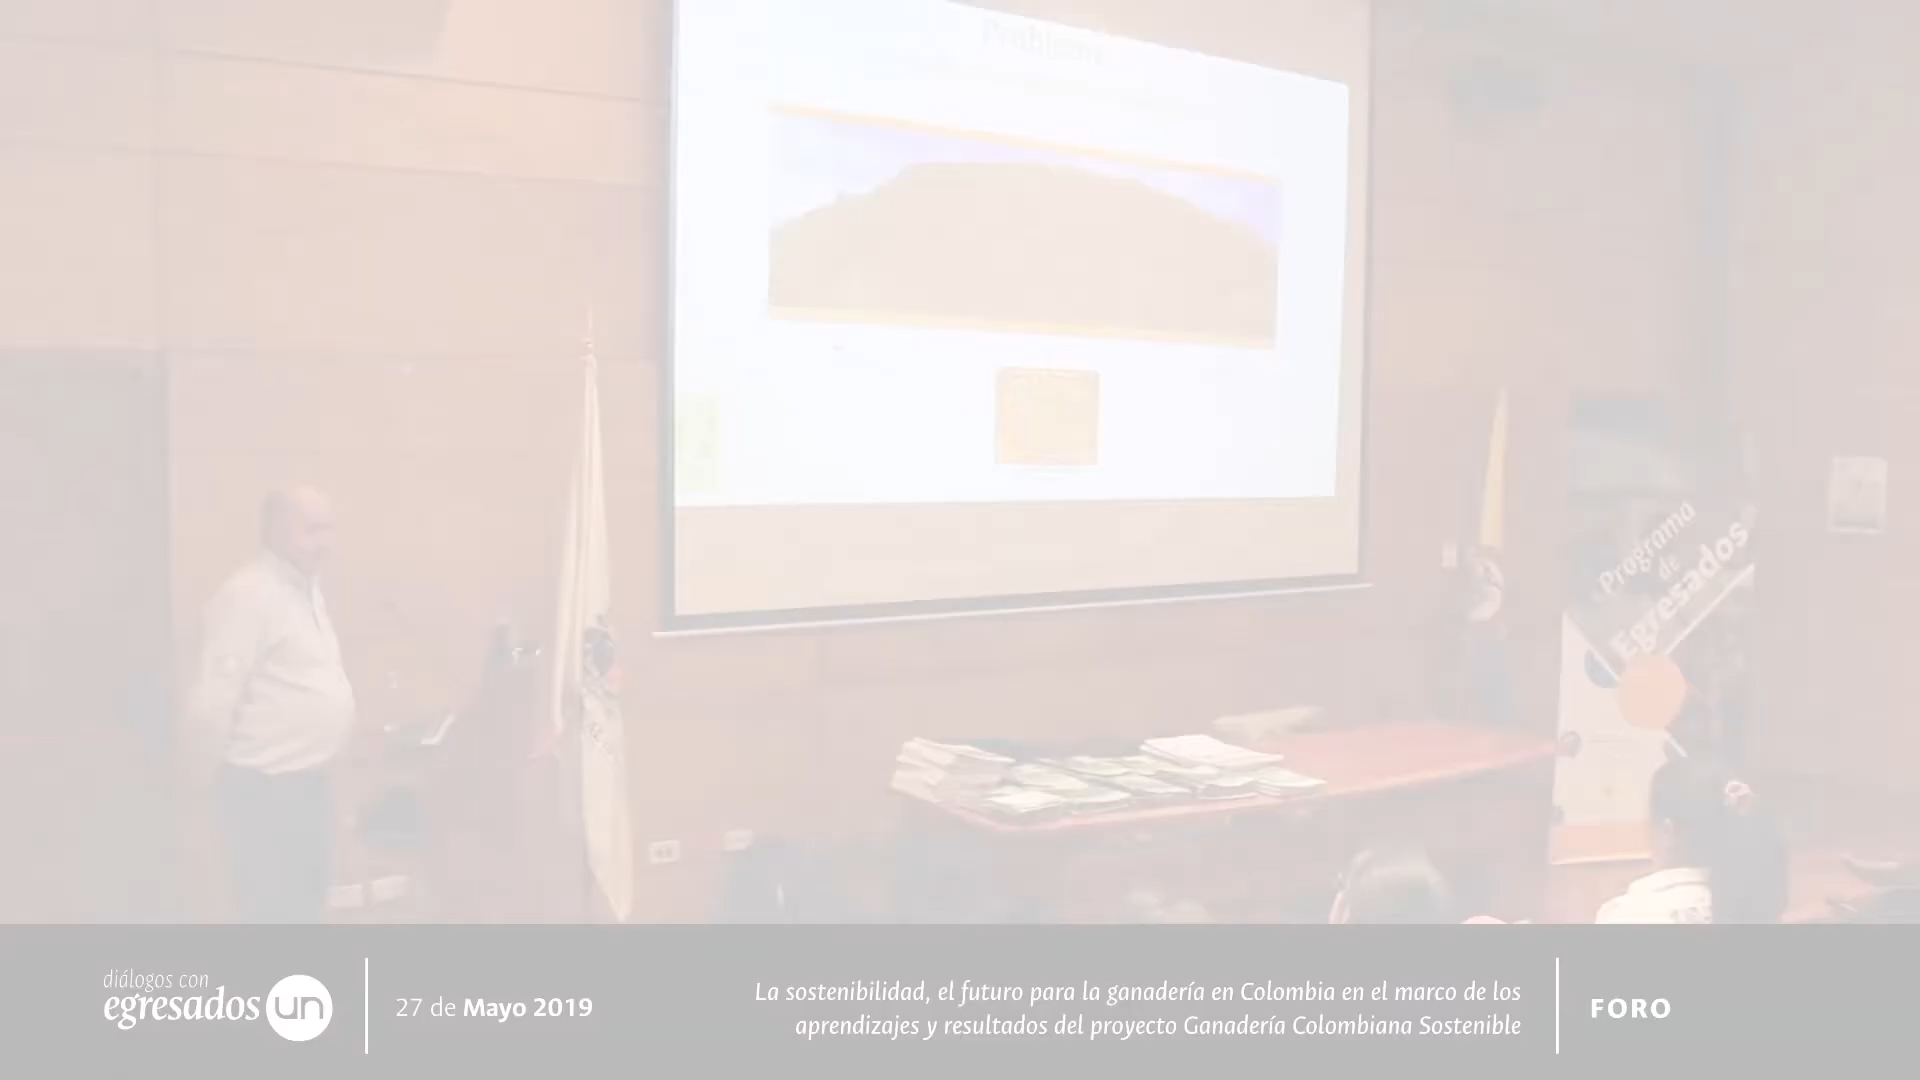 Problema
Programa
de
Egresados
diálogos con
egresados un
27 de Mayo 2019
La sostenibilidad, el futuro para la ganadería en Colombia en el marco de los
aprendizajes y resultados del proyecto Ganadería Colombiana Sostenible
FORO